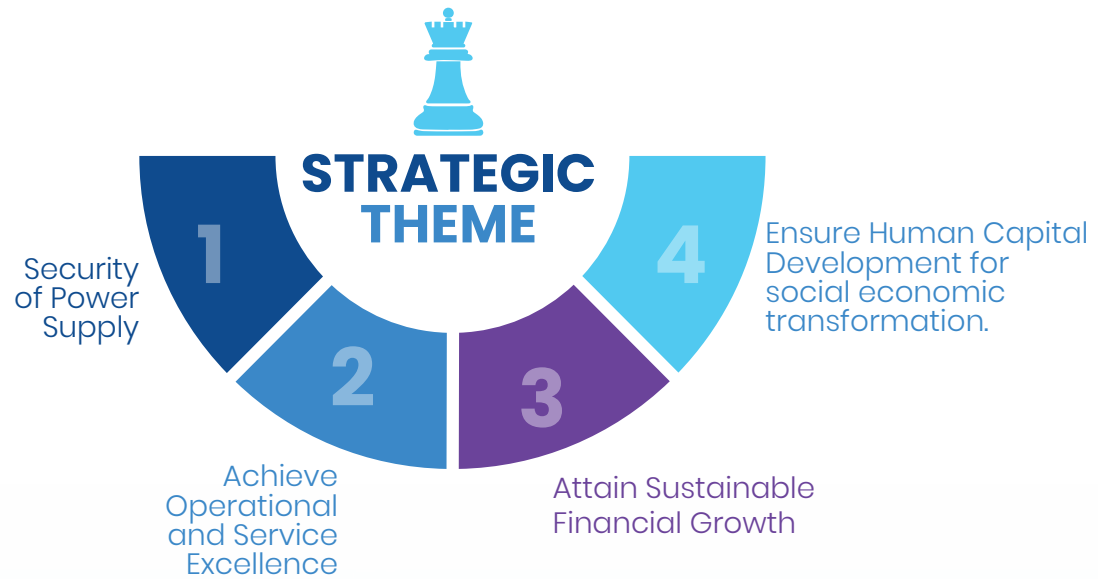 STRATEGIC
THEME
1
Security
of Power
Supply
2
Achieve
Operational
and Service
Excellence
3
Attain Sustainable
Financial Growth
4
Ensure Human Capital
Development for
social economic
transformation.